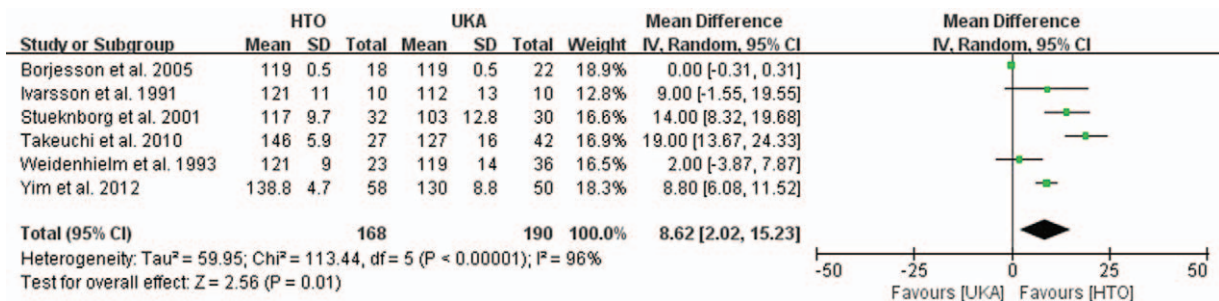 HTO UKA Mean Difference Mean Difference
Study or Subgroup Mean SD Total Mean SD Total Weight IV, Random, 95% CI IV, Random, 95% CI
Borjesson et al. 2005 119 0.5 18 119 0.5 22 18.9% 0.00 [-0.31, 0.31]
Ivarsson et al. 1991 121 11 10 112 13 10 12.8% 9.00 [-1.55, 19.55]
Stueknborg et al. 2001 117 9.7 32 103 12.8 30 16.6% 14.00 [8.32, 19.68]
Takeuchi et al. 2010 146 5.9 27 127 16 42 16.9% 19.00 [13.67, 24.33]
Weidenhielm et al. 1993 121 9 23 119 14 36 16.5% 2.00 [-3.87, 7.87]
Yim et al. 2012 138.8 4.7 58 130 8.8 50 18.3% 8.80 [6.08, 11.52]
Total (95% CI) 168 190 100.0% 8.62 [2.02, 15.23]
Heterogeneity: Tau² = 59.95; Chi² = 113.44, df = 5 (P < 0.00001); I² = 96%
Test for overall effect: Z = 2.56 (P = 0.01)
-50 -25 0 25 50
Favours [UKA] Favours [HTO]